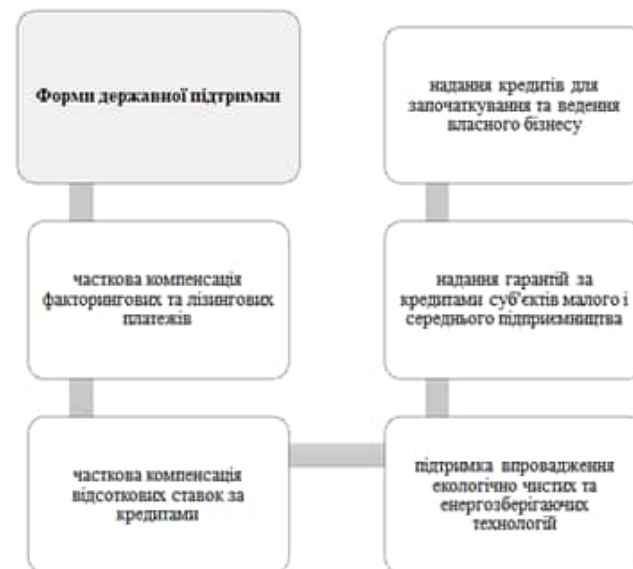 Форми державної підтримки
часткова компенсація
факторингових та лізингових
платежів
часткова компенсація
відсоткових ставок за
кредитами
підтримка впровадження
екологічно чистих та
енергозберігаючих
технологій
надання гарантій за
кредитами суб'єктів малого і
середнього підприємництва
надання кредитів для
започаткування та ведення
власного бізнесу